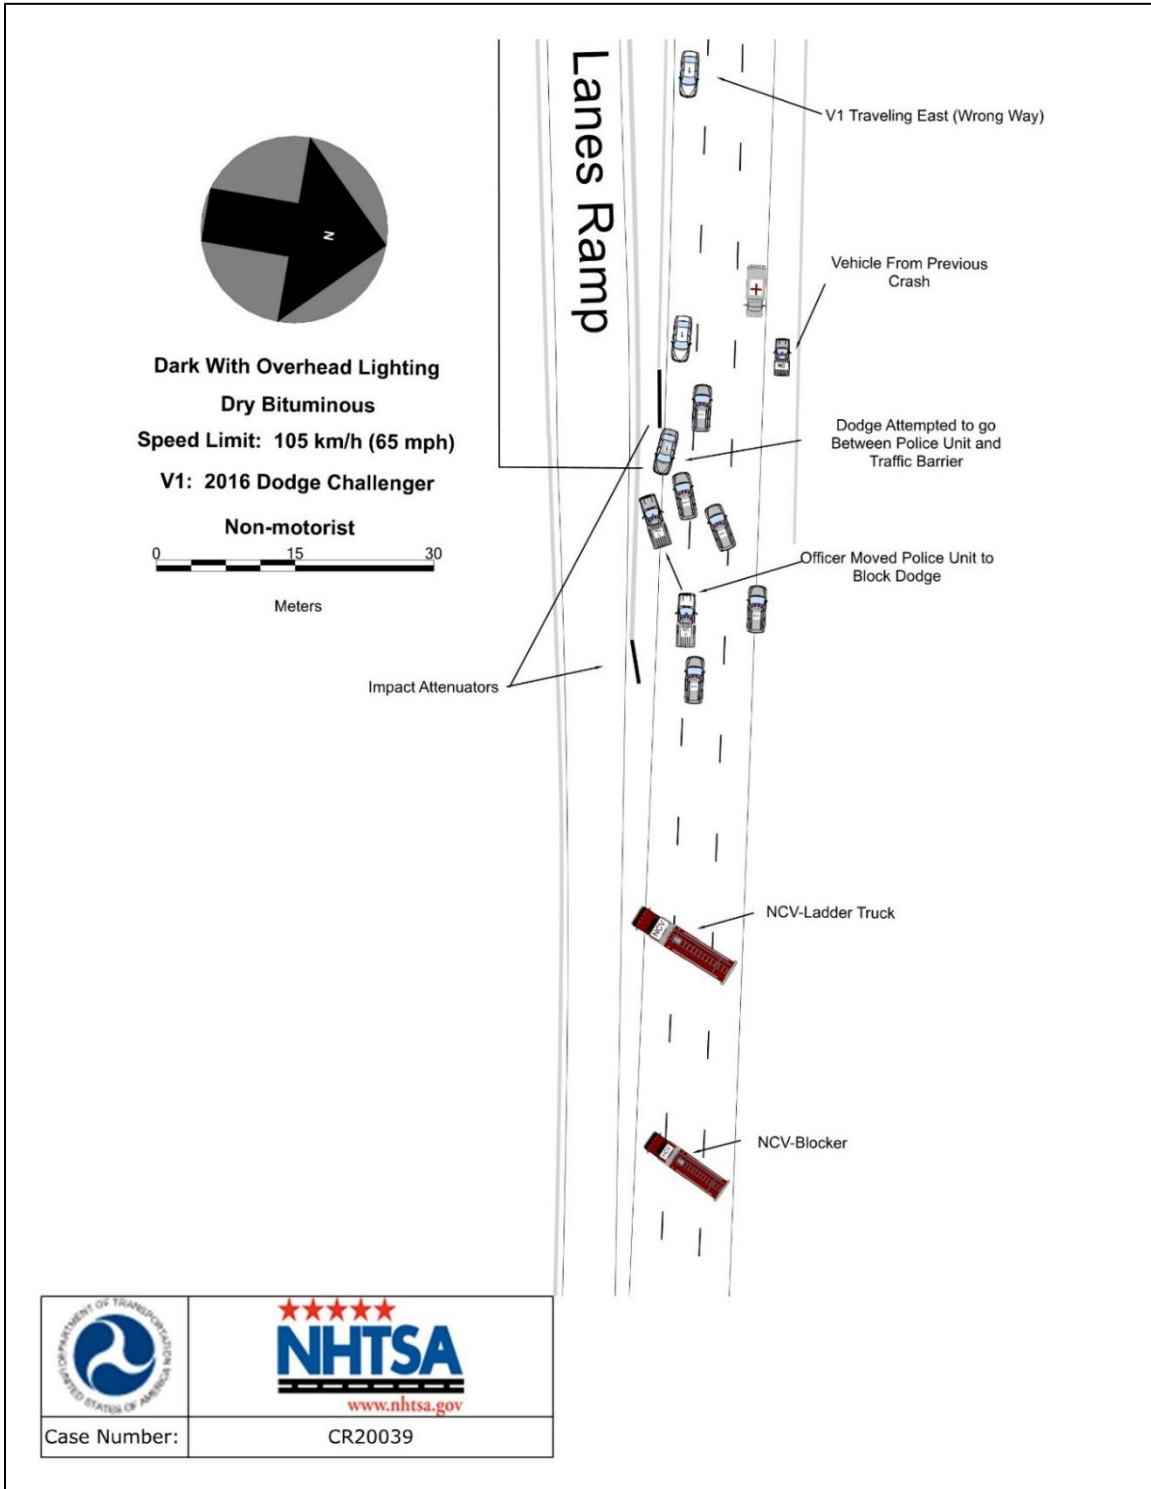 Lanes Ramp
V1 Traveling East (Wrong Way)
N
Vehicle From Previous
Crash
Dark With Overhead Lighting
Dry Bituminous
Speed Limit: 105 km/h (65 mph)
V1: 2016 Dodge Challenger
Non-motorist
0 15 30
Meters
Dodge Attempted to go
Between Police Unit and
Traffic Barrier
Officer Moved Police Unit to
Block Dodge
Impact Attenuators
NCV-Ladder Truck
NCV
NCV-Blocker
NCV
DEPARTMENT OF TRANSPORTATION
UNITED STATES OF AMERICA
NHTSA
www.nhtsa.gov
Case Number:
CR20039